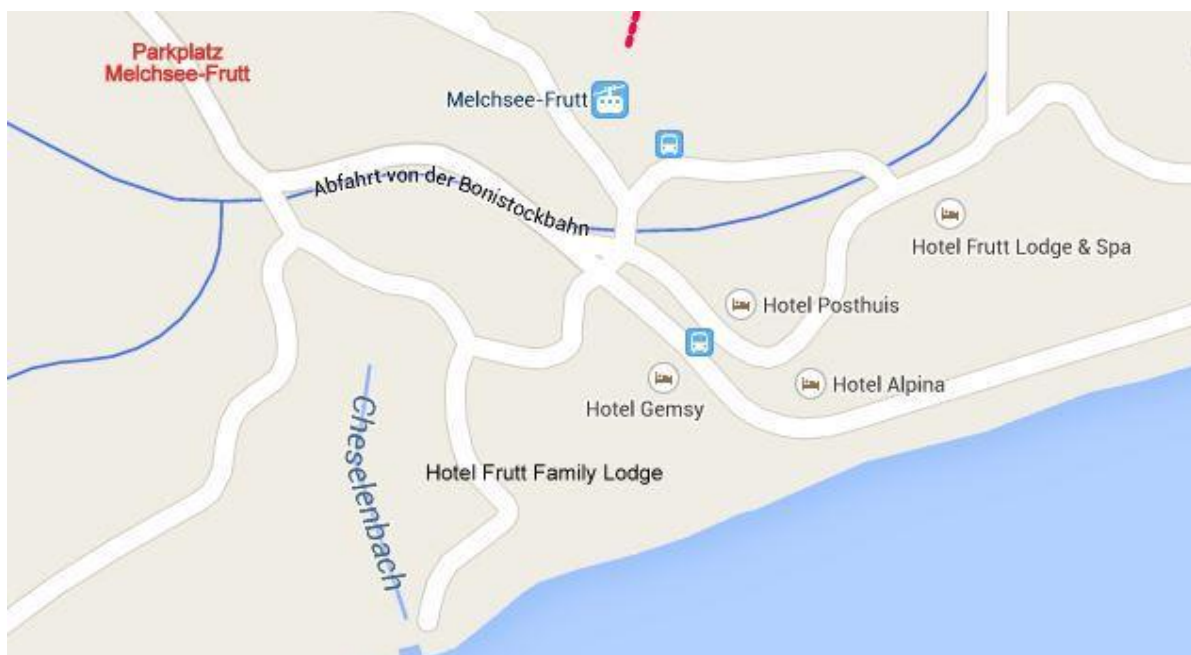 Parkplatz
Melchsee-Frutt
Melchsee-Frutt
Abfahrt von der Bonistockbahn
Hotel Frutt Lodge & Spa
Hotel Posthuis
Hotel Alpina
Hotel Gemsy
Hotel Frutt Family Lodge
Cheselenbach